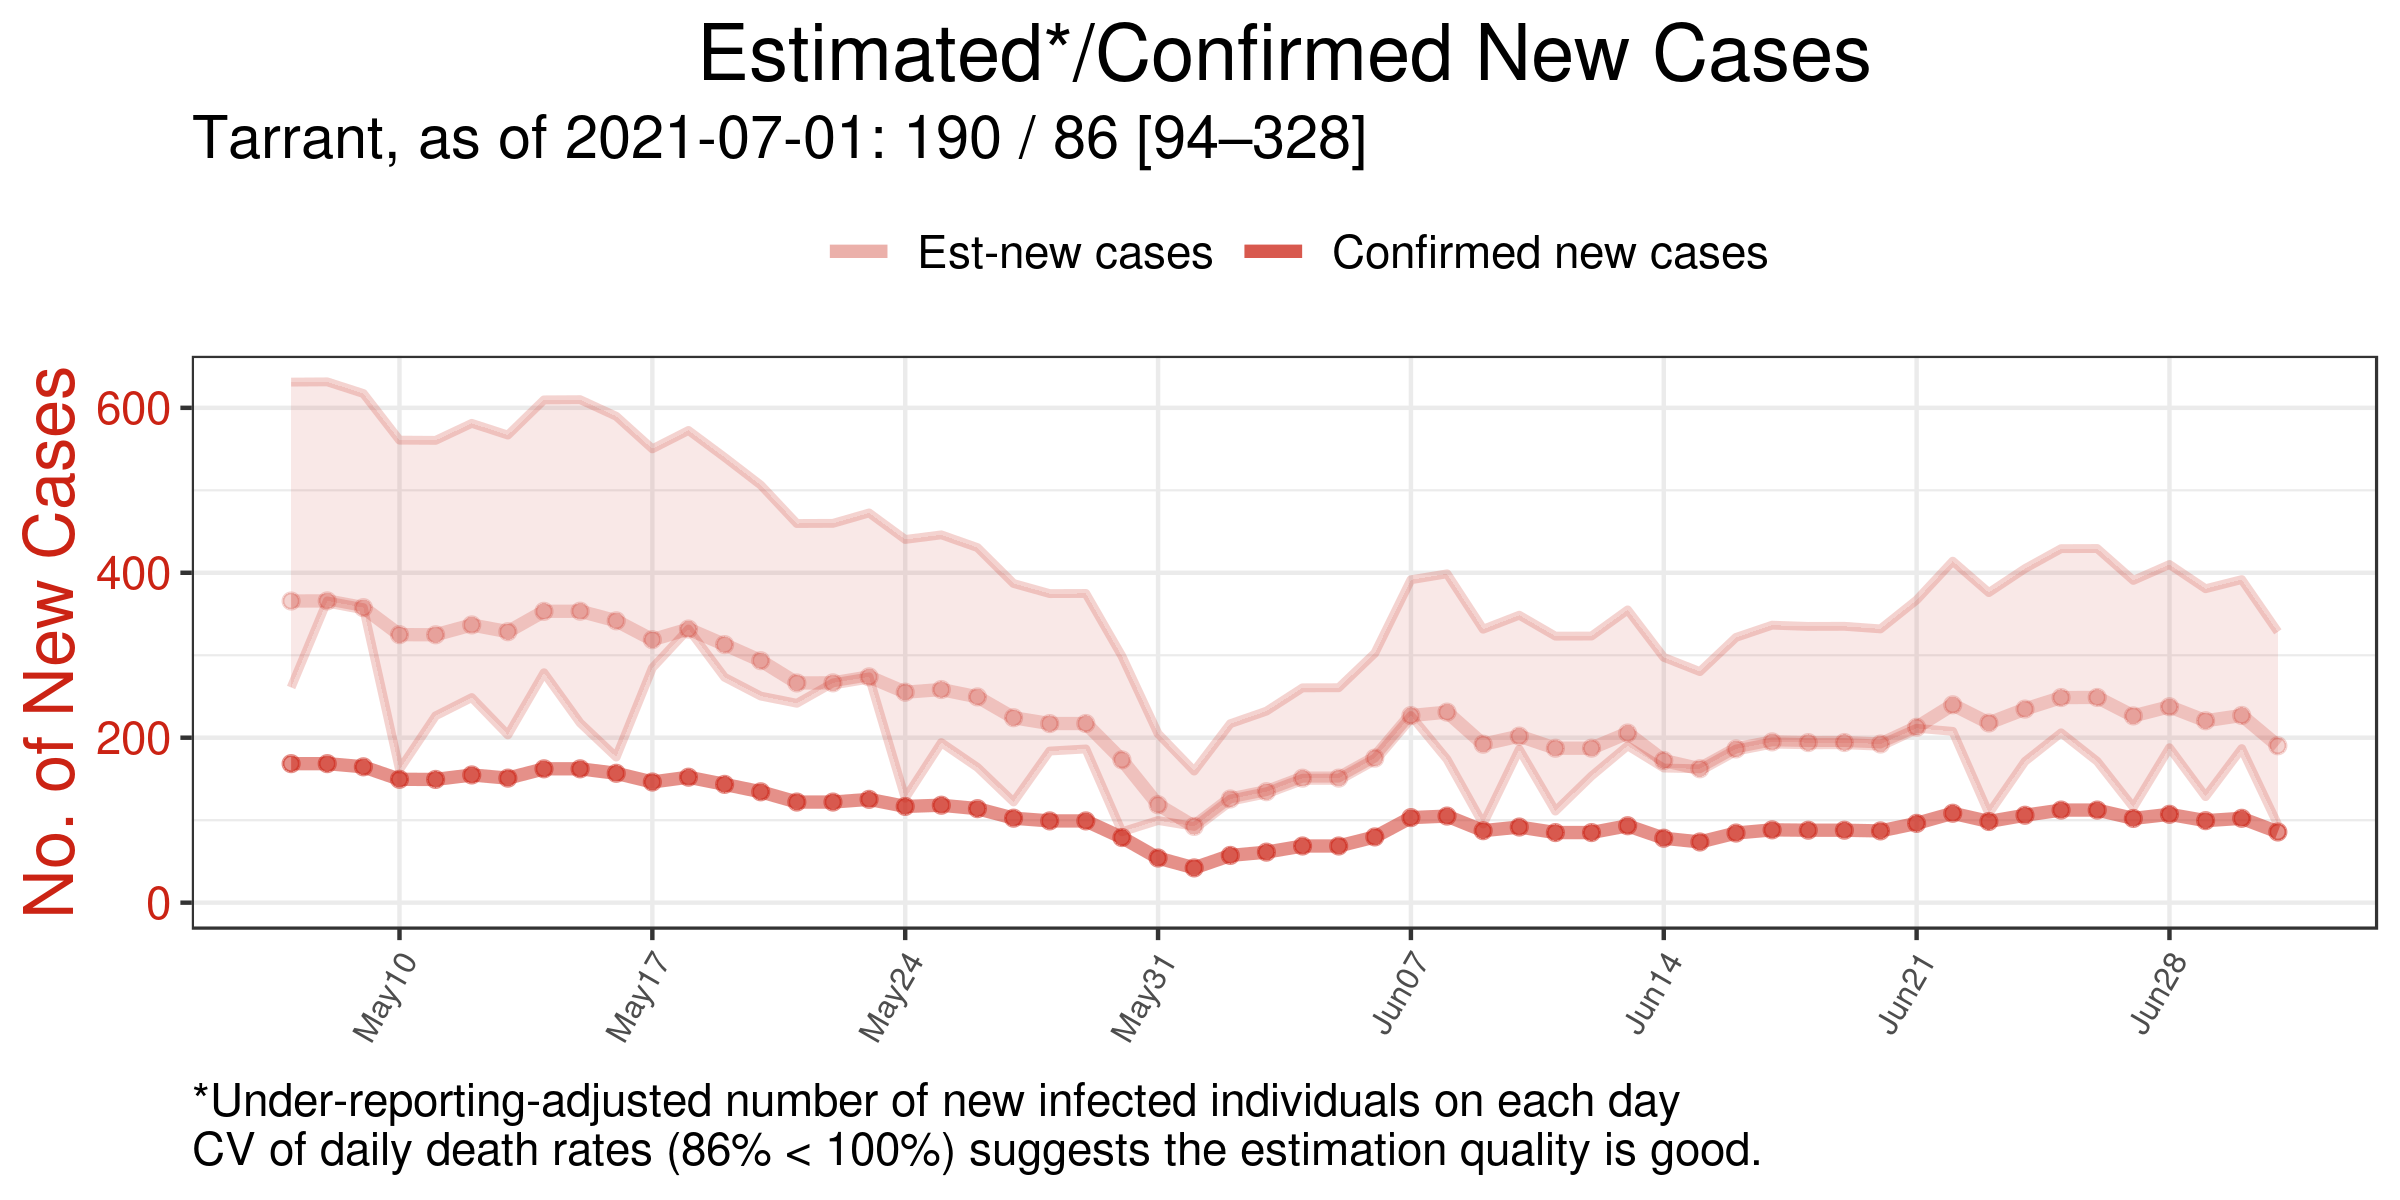 Estimated*/Confirmed New Cases
Tarrant, as of 2021-07-01: 190 / 86 [94–328]
Est-new cases
Confirmed new cases
No. of New Cases
600
400
200
0
May10
May17
May24
May31
Jun07
Jun14
Jun21
Jun28
*Under-reporting-adjusted number of new infected individuals on each day
CV of daily death rates (86% < 100%) suggests the estimation quality is good.